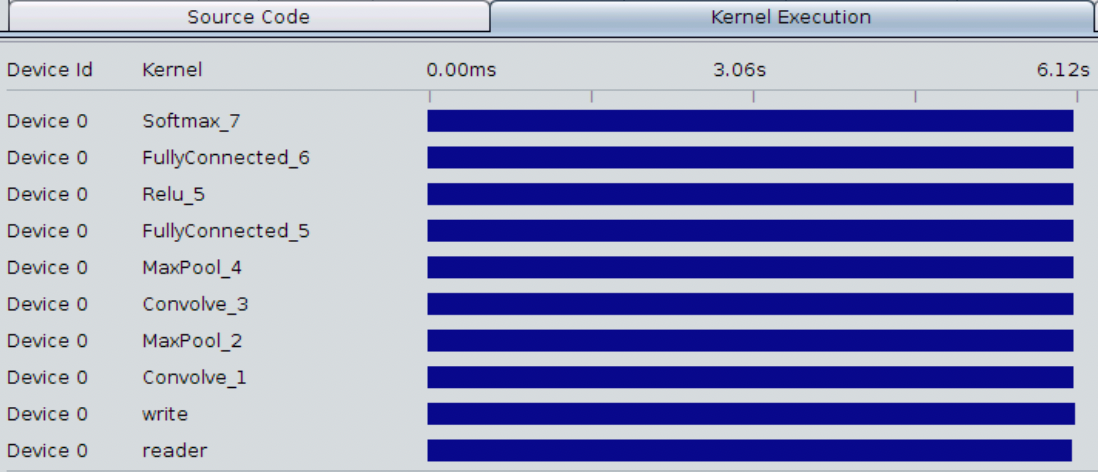 Source Code Kernel Execution
Device Id Kernel 0.00ms 3.06s 6.12s
Device 0 Softmax_7
Device 0 FullyConnected_6
Device 0 Relu_5
Device 0 FullyConnected_5
Device 0 MaxPool_4
Device 0 Convolve_3
Device 0 MaxPool_2
Device 0 Convolve_1
Device 0 write
Device 0 reader